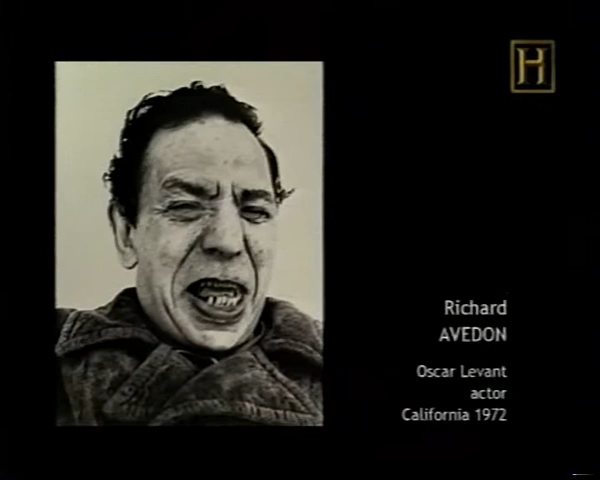 H
Richard
AVEDON
Oscar Levant
actor
California 1972